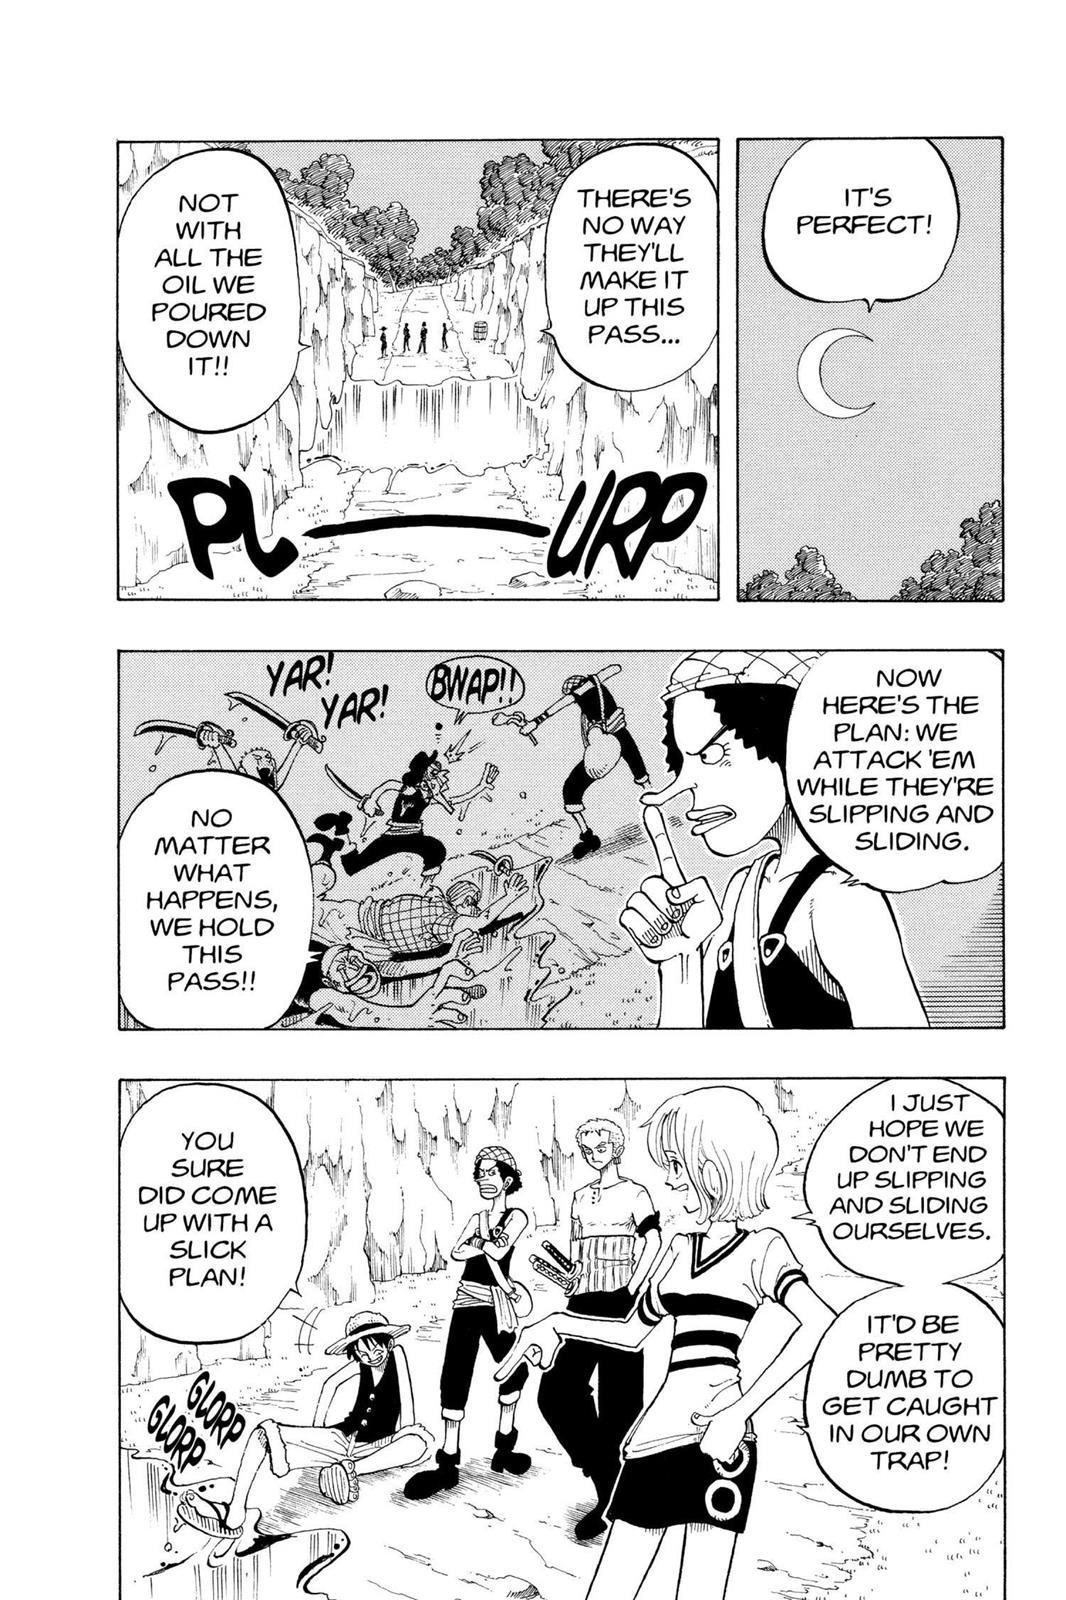 IT'S
PERFECT!
THERE'S
NO WAY
THEY'LL
MAKE IT
UP THIS
PASS...
NOT
WITH
ALL THE
OIL WE
POURED
DOWN
IT!!
PLURP
NOW
HERE'S THE
PLAN: WE
ATTACK 'EM
WHILE THEY'RE
SLIPPING AND
SLIDING.
BWAP!!
YAR!
YAR!
NO
MATTER
WHAT
HAPPENS,
WE HOLD
THIS
PASS!!
I JUST
HOPE WE
DON'T END
UP SLIPPING
AND SLIDING
OURSELVES.
IT'D BE
PRETTY
DUMB TO
GET CAUGHT
IN OUR OWN
TRAP!
YOU
SURE
DID COME
UP WITH A
SLICK
PLAN!
GLORP
GLORP